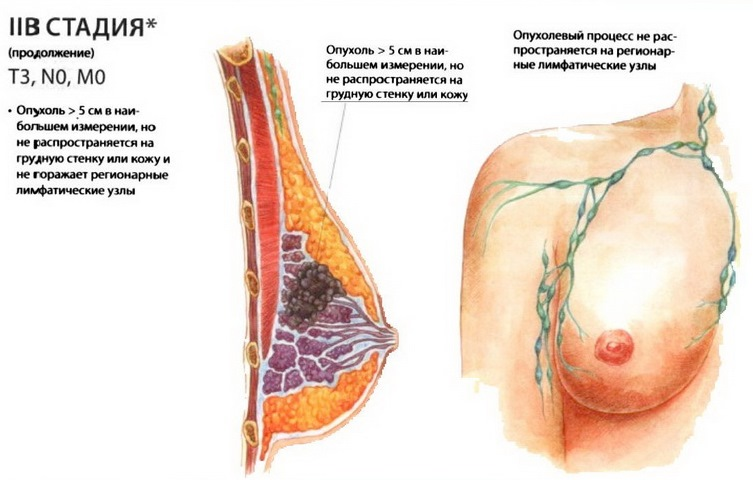 IIВ СТАДИЯ*
(продолжение)
T3, N0, M0
• Опухоль > 5 см в наи-
большем измерении, но
не распространяется на
грудную стенку или кожу и
не поражает регионарные
лимфатические узлы
Опухоль > 5 см в наи-
большем измерении, но
не распространяется на
грудную стенку или кожу
Опухолевый процесс не рас-
пространяется на регионар-
ные лимфатические узлы